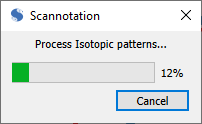 Scannotation
Process Isotopic patterns...
12%
Cancel